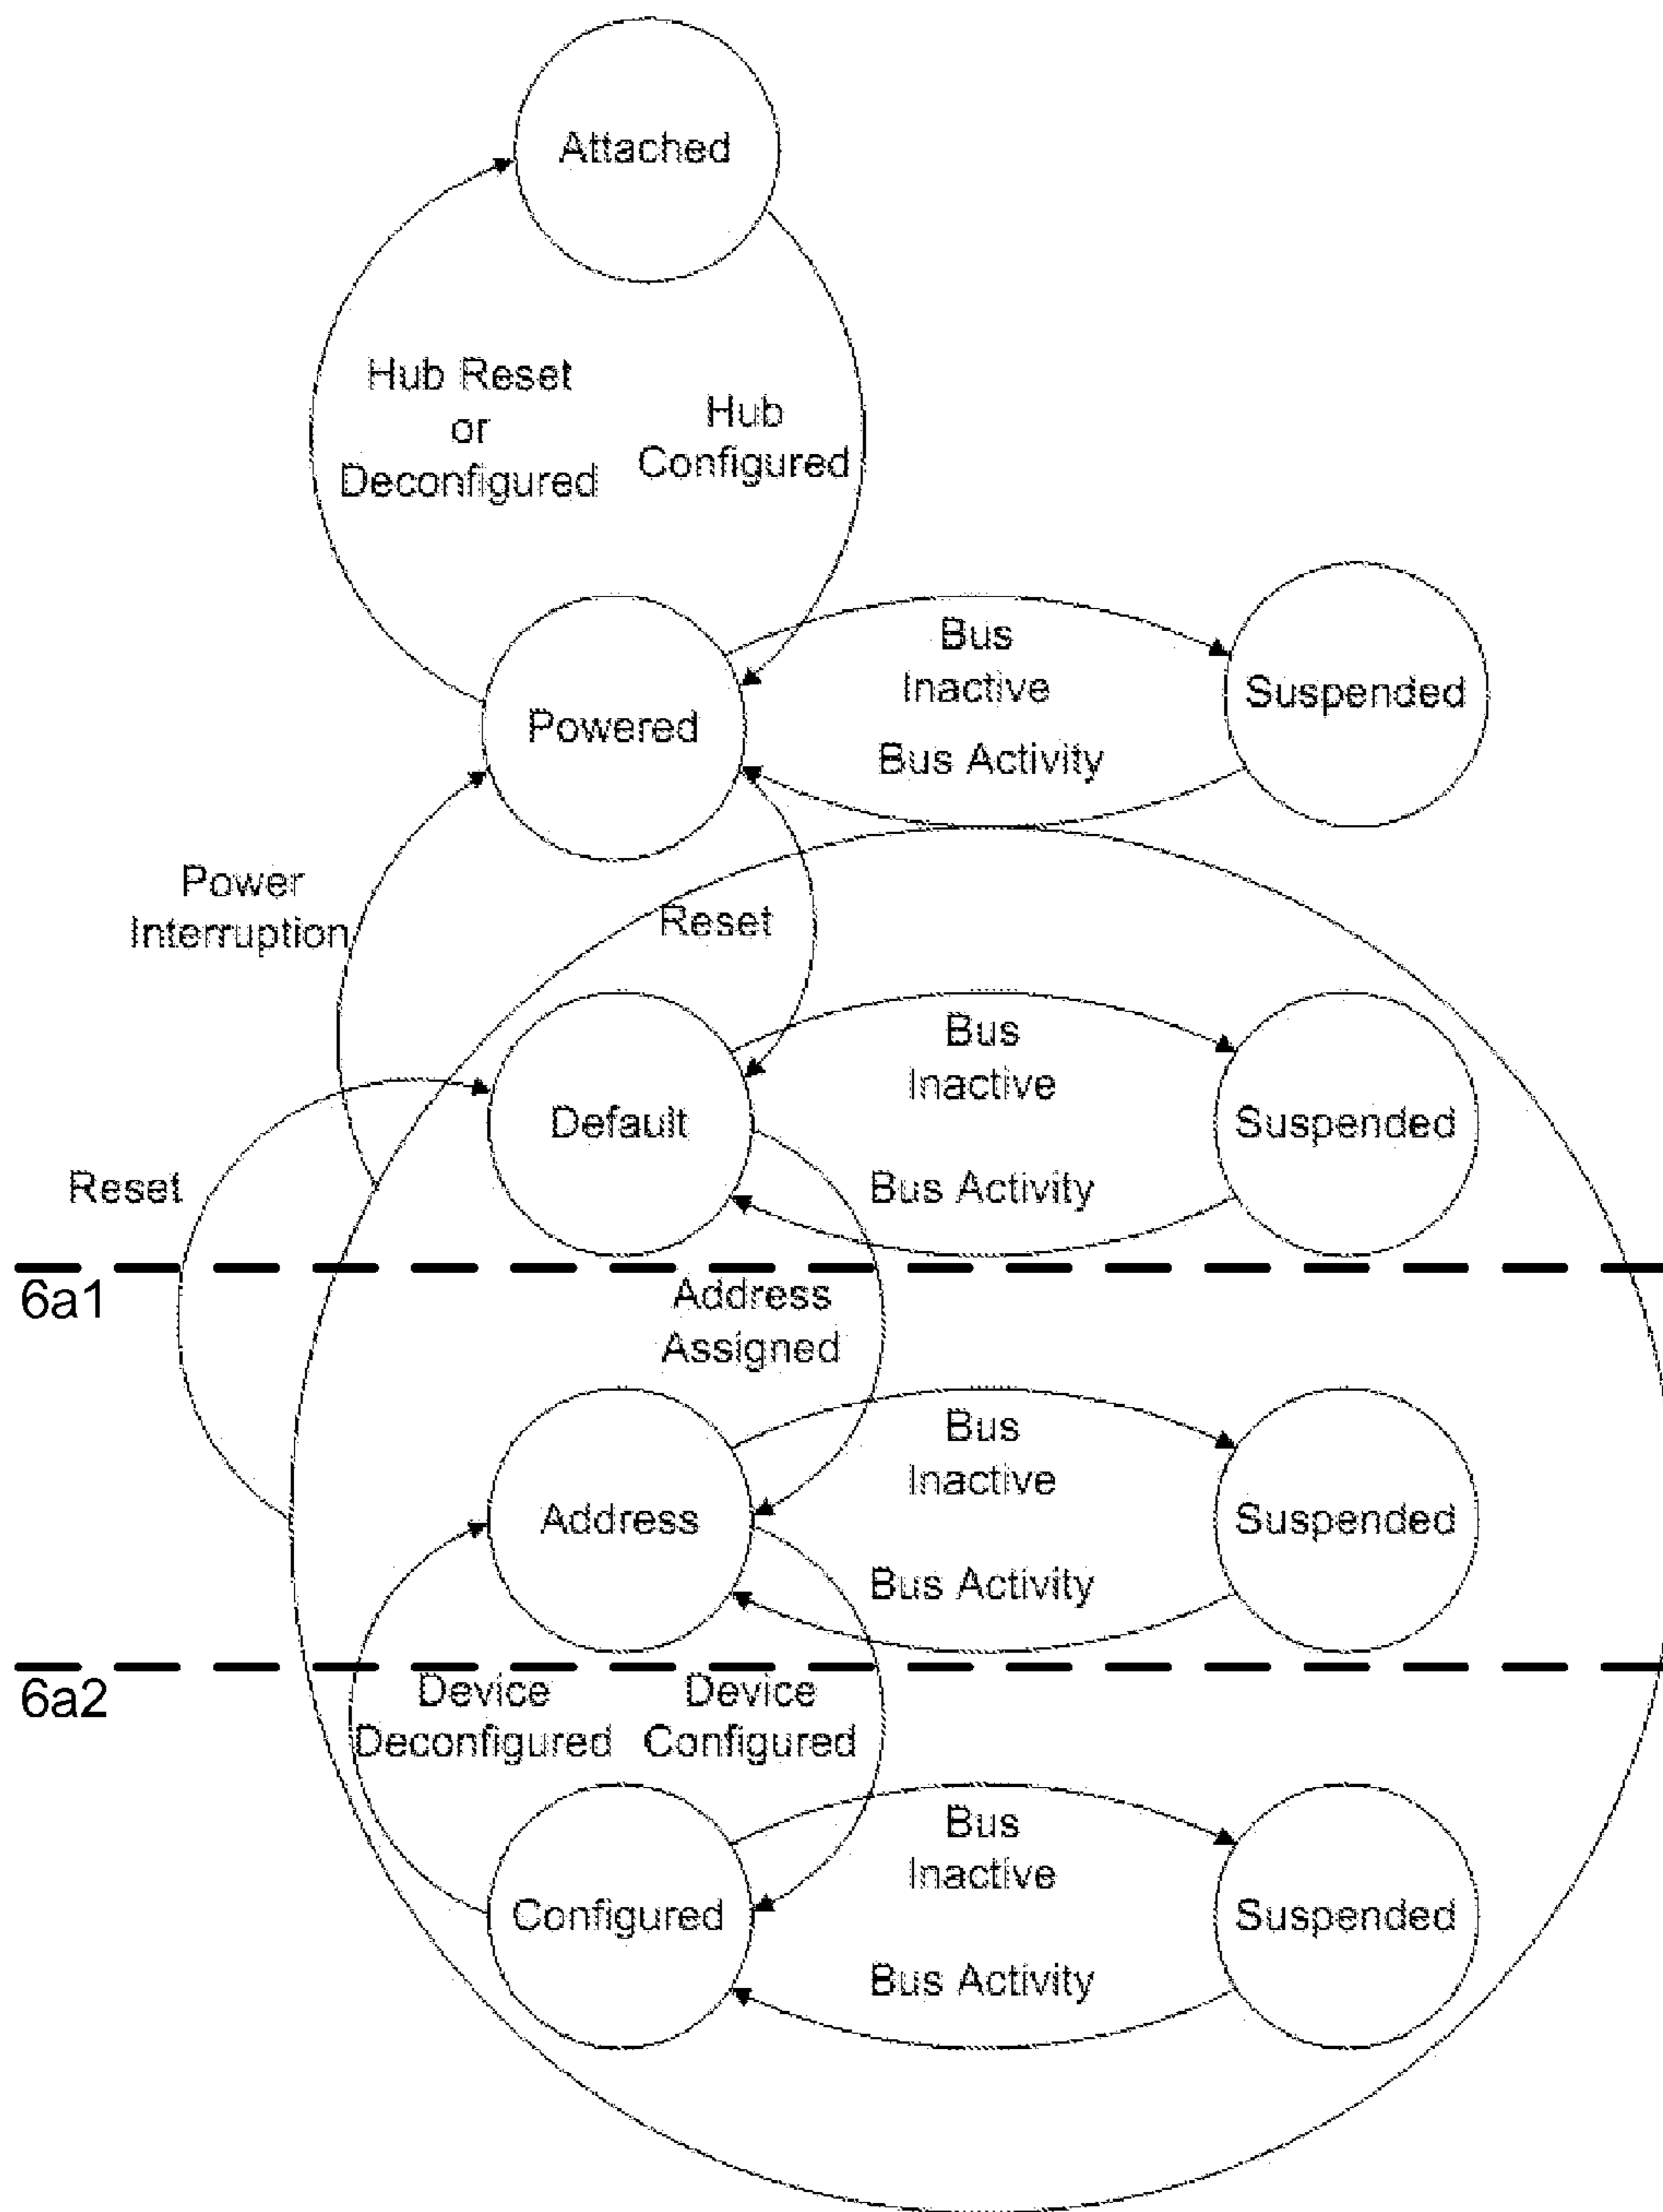 Attached
Hub Reset
or
Deconfigured
Hub
Configured
Bus
Inactive
Suspended
Powered
Bus Activity
Power
Interruption
Reset
Bus
Inactive
Default
Suspended
Reset
Bus Activity
6a1
Address
Assigned
Bus
Inactive
Address
Suspended
Bus Activity
6a2
Device
Deconfigured
Device
Configured
Bus
Inactive
Configured
Suspended
Bus Activity